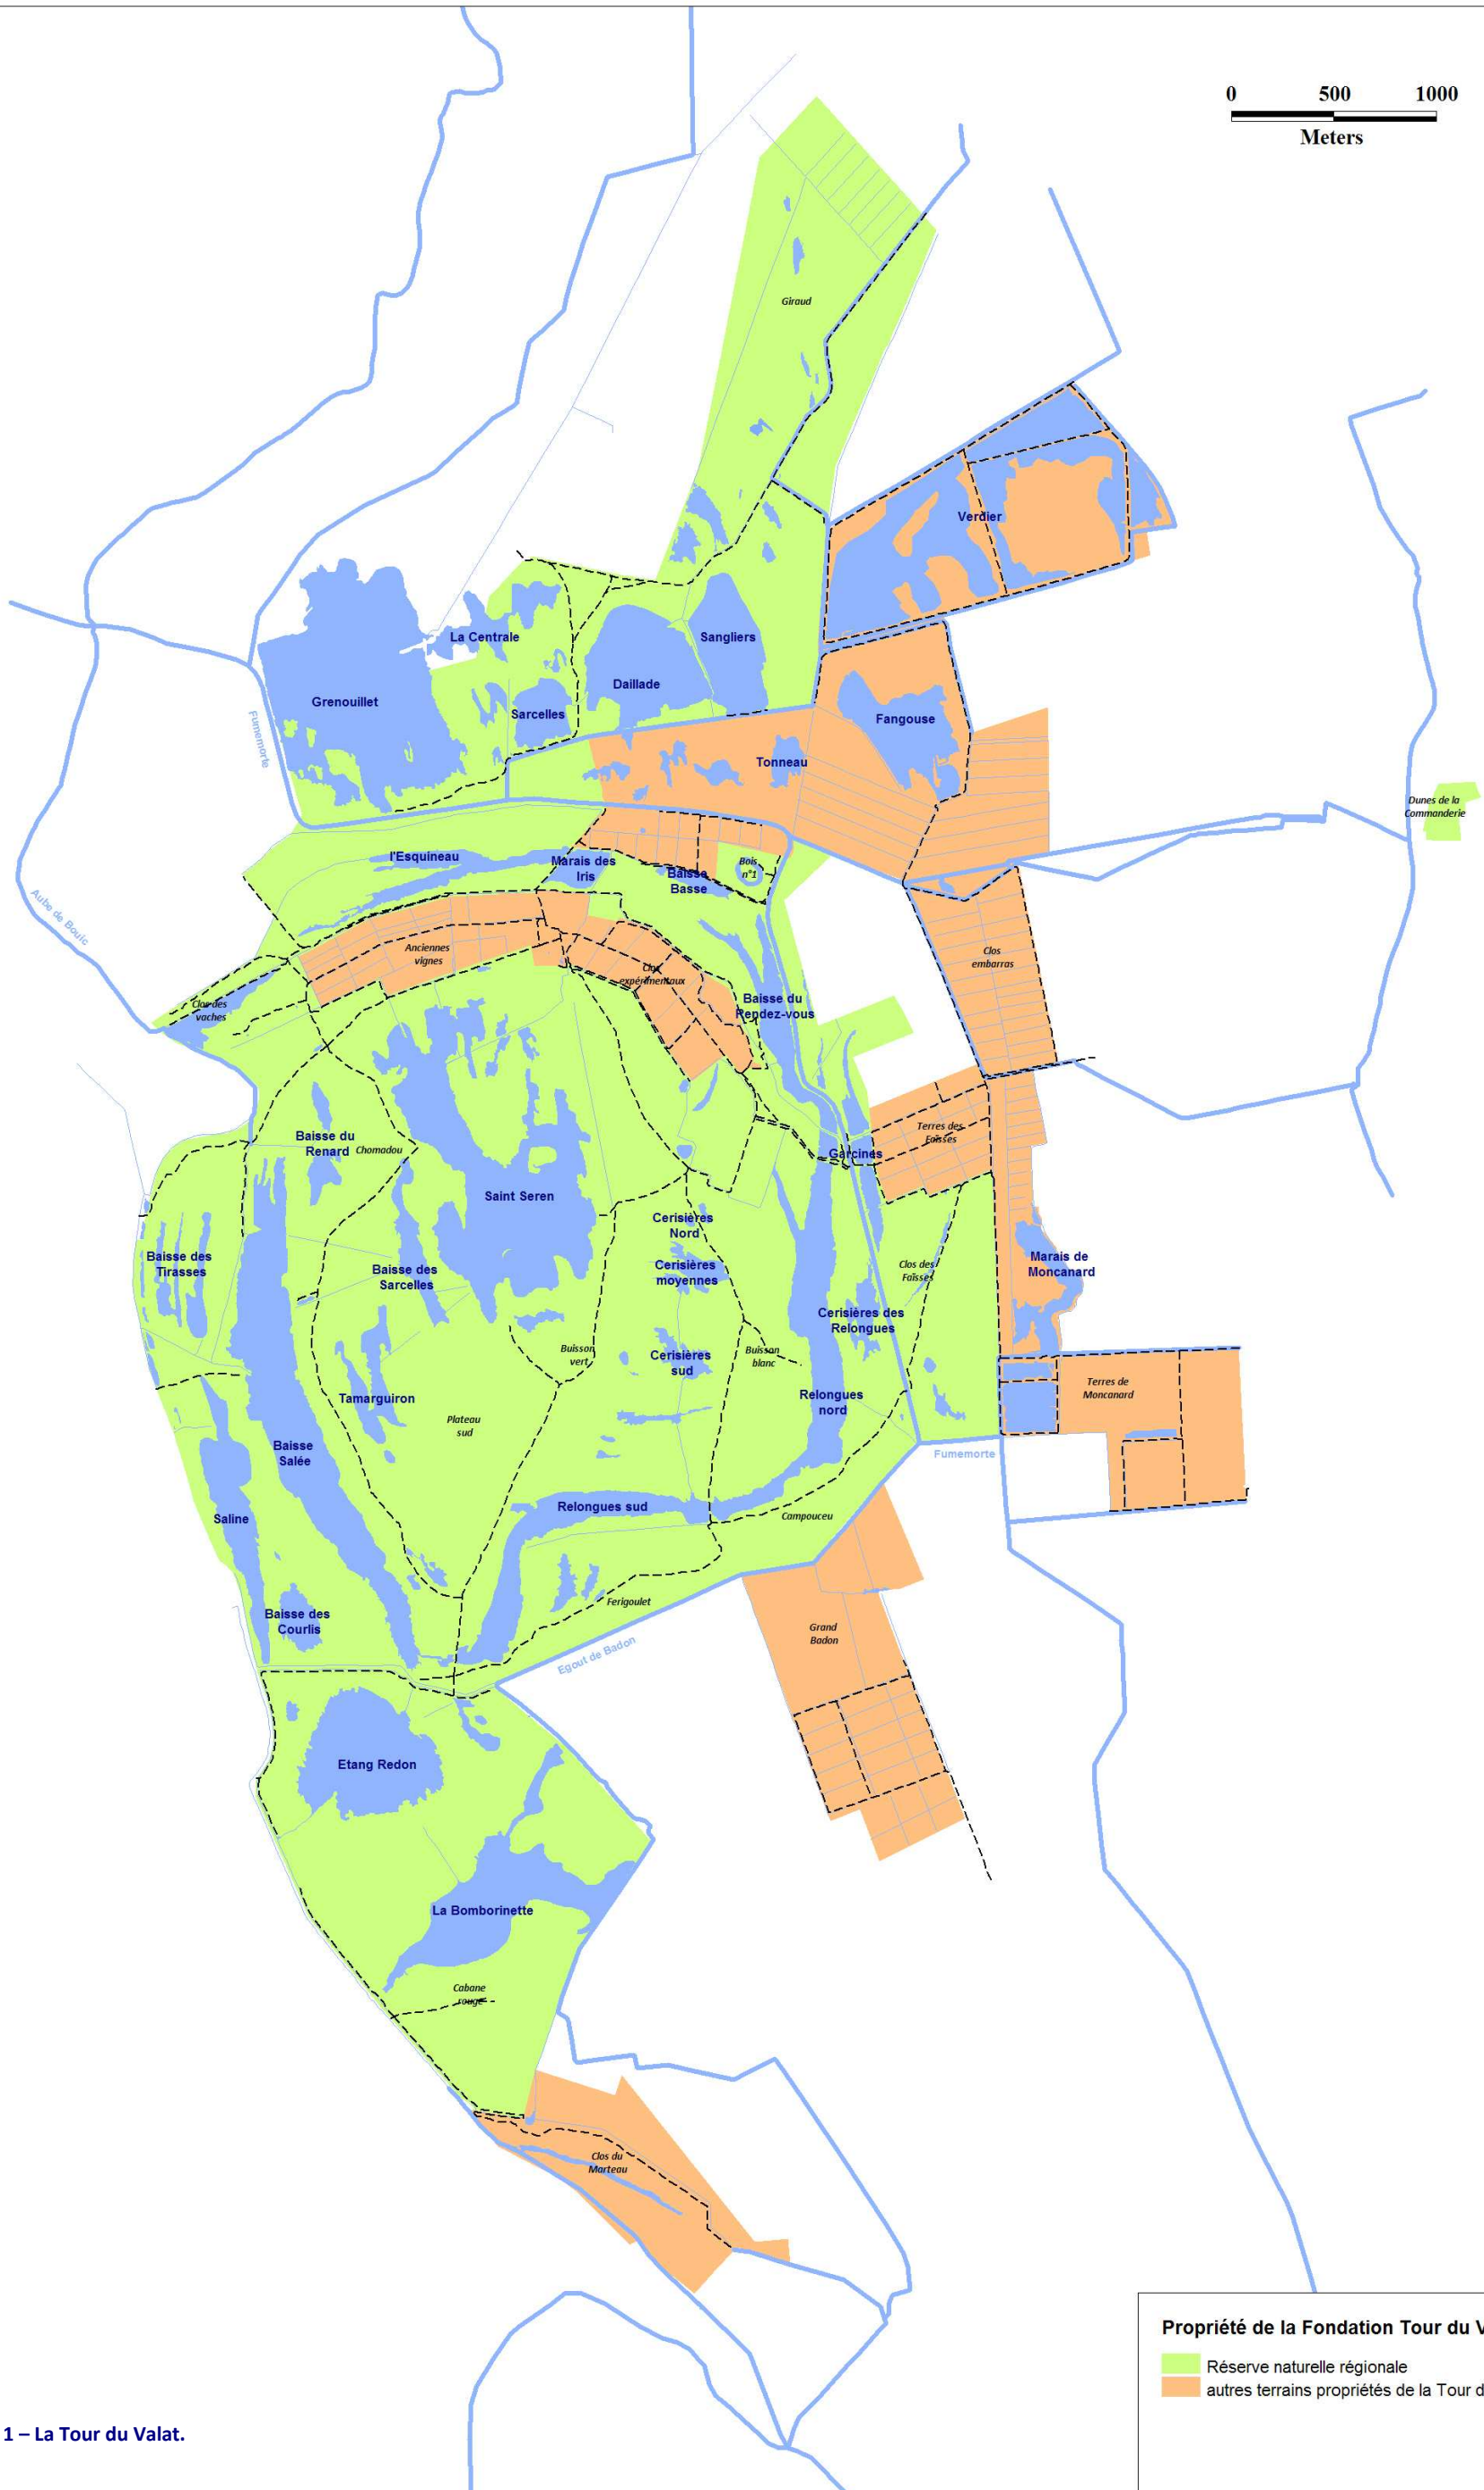 0 500 1000
Meters
Giraud
Verdier
La Centrale
Sangliers
Daillade
Grenouillet
Sarcelles
Fangouse
Fumemorte
Tonneau
Dunes de la
Commanderie
l'Esquineau
Marais des
Iris
Bois
n°1
Baisse
Basse
Aube de Bouic
Anciennes
vignes
Clos
embarras
Clos
expérimentaux
Clos des
vaches
Baisse du
Rendez-vous
Baisse du
Renard
Chomadou
Terres des
Faïsses
Garcines
Saint Seren
Cerisières
Nord
Baisse des
Tirasses
Baisse des
Sarcelles
Cerisières
moyennes
Clos des
Faïsses
Marais de
Moncanard
Cerisières des
Relongues
Buisson
vert
Cerisières
sud
Buisson
blanc
Terres de
Moncanard
Tamarguiron
Relongues
nord
Plateau
sud
Baisse
Salée
Fumemorte
Saline
Relongues sud
Campouceu
Baisse des
Courlis
Ferigoulet
Grand
Badon
Egout de Badon
Etang Redon
La Bomborinette
Cabane
rouge
Clos du
Marteau
Propriété de la Fondation Tour du V
Réserve naturelle régionale
autres terrains propriétés de la Tour d
1 – La Tour du Valat.